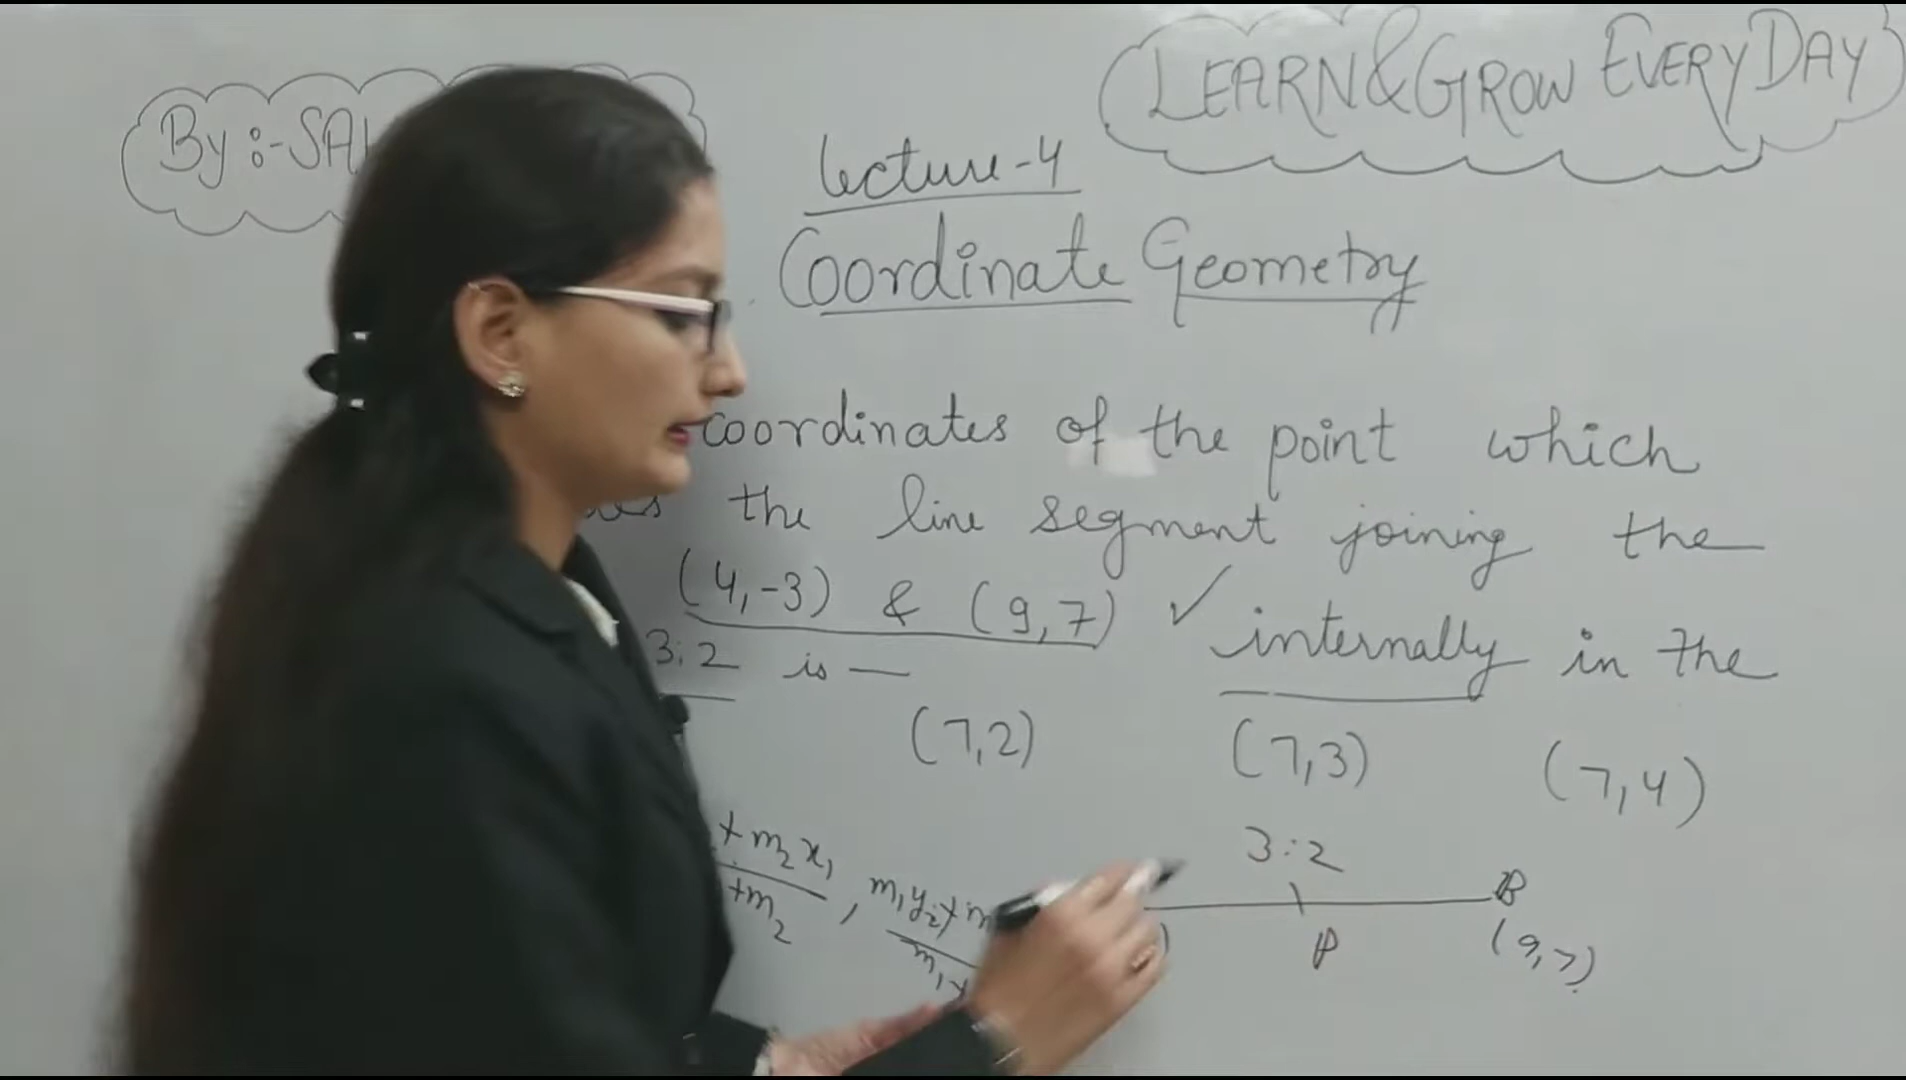 By:-SA
LEARN&GROW EVERYDAY
Lecture-4
Coordinate Geometry
coordinates of the point which
the line segment joining the
(4,-3) & (9,7) ✓ internally in the
3:2 is —
(7,2) (7,3) (7,4)
+m₂x₁ / +m₂ , m₁y₂+m / m₁+
3:2
B
P
(9,7)